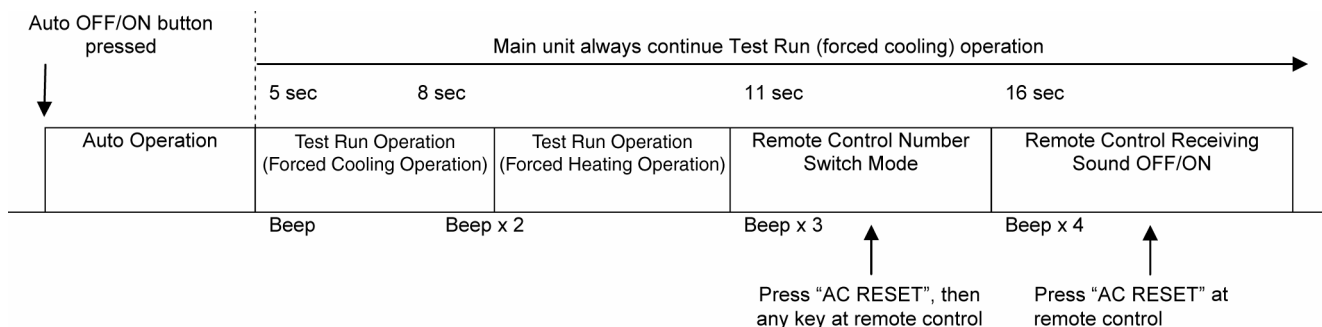 Auto OFF/ON button
pressed
Main unit always continue Test Run (forced cooling) operation
5 sec
8 sec
11 sec
16 sec
Auto Operation
Test Run Operation
(Forced Cooling Operation)
Test Run Operation
(Forced Heating Operation)
Remote Control Number
Switch Mode
Remote Control Receiving
Sound OFF/ON
Beep
Beep x 2
Beep x 3
Beep x 4
Press “AC RESET”, then
any key at remote control
Press “AC RESET” at
remote control